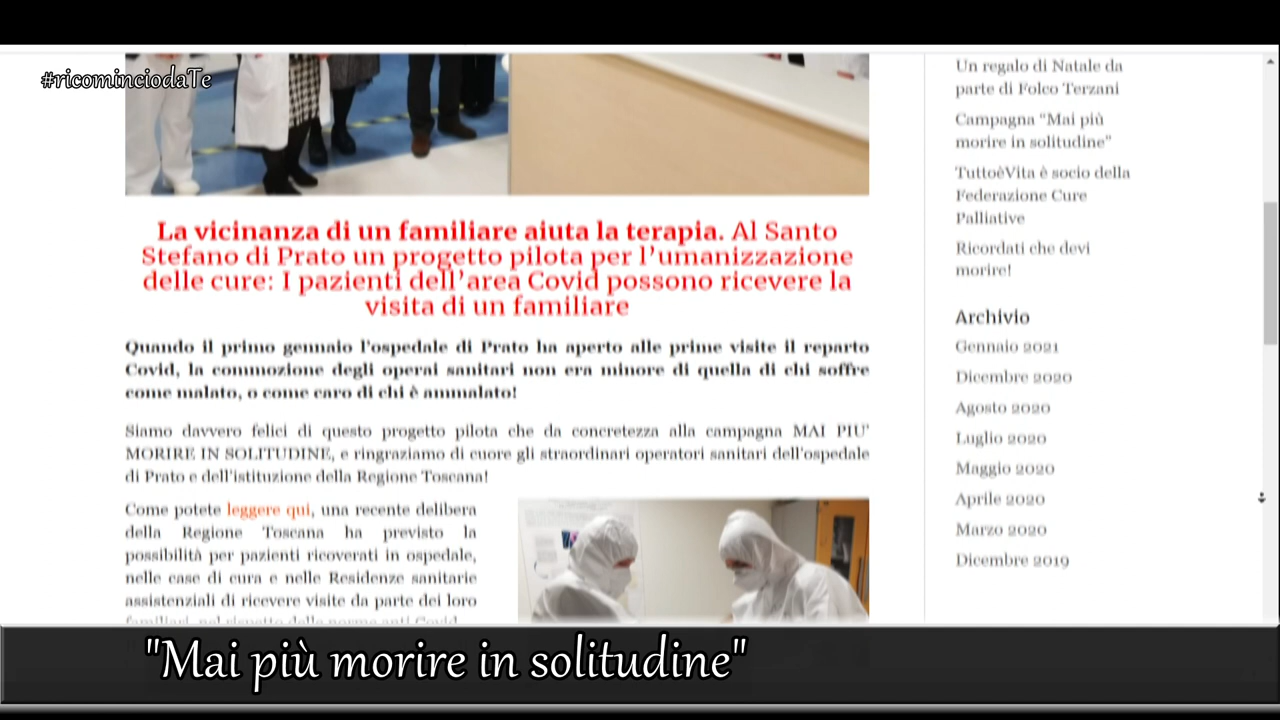 #ricominciodaTe
La vicinanza di un familiare aiuta la terapia. Al Santo
Stefano di Prato un progetto pilota per l’umanizzazione
delle cure: I pazienti dell’area Covid possono ricevere la
visita di un familiare
Quando il primo gennaio l'ospedale di Prato ha aperto alle prime visite il reparto
Covid, la commozione degli operai sanitari non era minore di quella di chi soffre
come malato, o come caro di chi è ammalato!
Siamo davvero felici di questo progetto pilota che da concretezza alla campagna MAI PIU'
MORIRE IN SOLITUDINE, e ringraziamo di cuore gli straordinari operatori sanitari dell'ospedale
di Prato e dell'istituzione della Regione Toscana!
Come potete leggere qui, una recente delibera
della Regione Toscana ha previsto la
possibilità per pazienti ricoverati in ospedale,
nelle case di cura e nelle Residenze sanitarie
assistenziali di ricevere visite da parte dei loro
familiari, nel rispetto delle norme anti Covid
Un regalo di Natale da
parte di Folco Terzani
Campagna “Mai più
morire in solitudine”
TuttoèVita è socio della
Federazione Cure
Palliative
Ricordati che devi
morire!
Archivio
Gennaio 2021
Dicembre 2020
Agosto 2020
Luglio 2020
Maggio 2020
Aprile 2020
Marzo 2020
Dicembre 2019
"Mai più morire in solitudine"